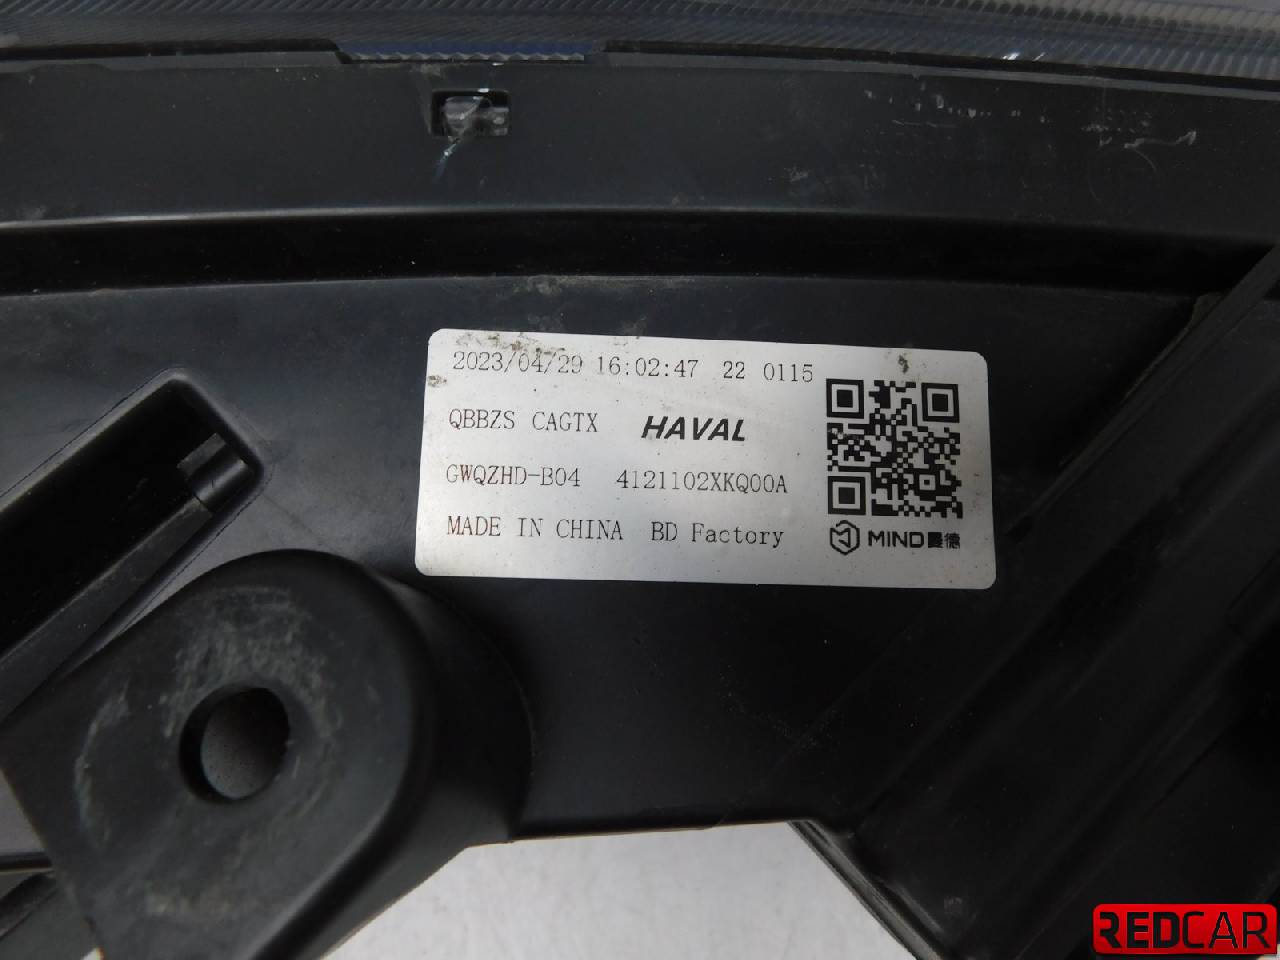 2023/04/29 16:02:47 22 0115
QBBZS CAGTX HAVAL
GWQZHD-B04 4121102XKQ00A
MADE IN CHINA BD Factory
MIND曼德
REDCAR